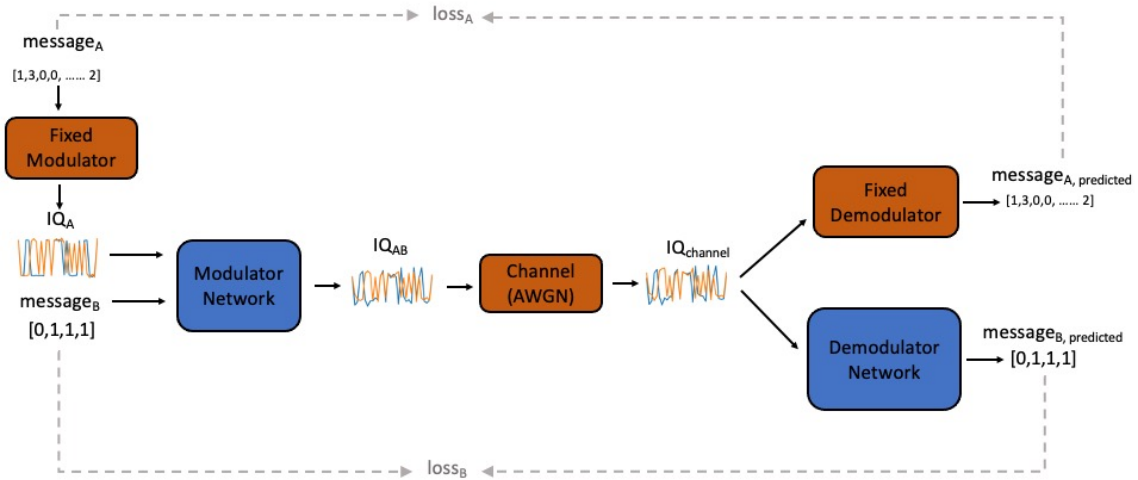 loss_A
message_A
[1,3,0,0, ...... 2]
Fixed
Modulator
IQ_A
message_B
[0,1,1,1]
Modulator
Network
IQ_AB
Channel
(AWGN)
IQ_channel
Fixed
Demodulator
message_A, predicted
[1,3,0,0, ...... 2]
Demodulator
Network
message_B, predicted
[0,1,1,1]
loss_B